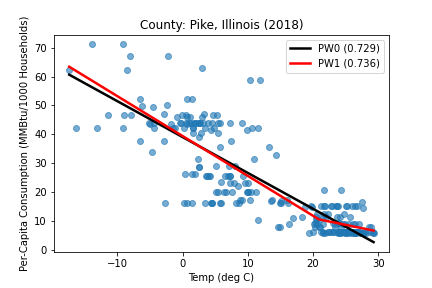 County: Pike, Illinois (2018)
PW0 (0.729)
PW1 (0.736)
Per-Capita Consumption (MMBtu/1000 Households)
70
60
50
40
30
20
10
0
−10
0
10
20
30
Temp (deg C)